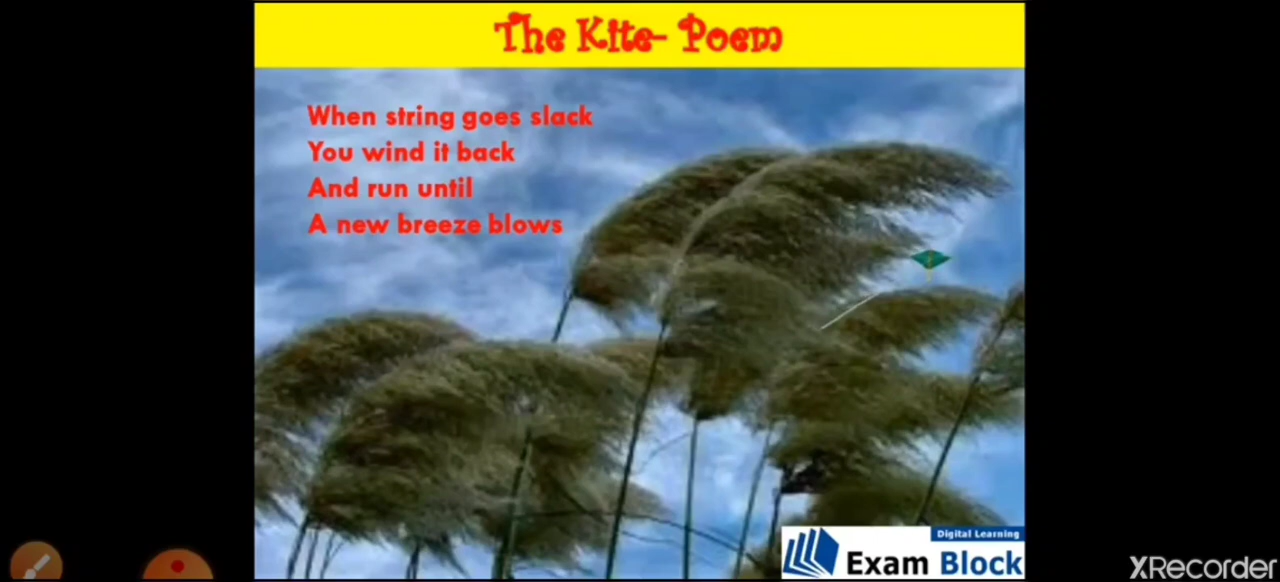 The Kite- Poem
When string goes slack
You wind it back
And run until
A new breeze blows
Digital Learning
Exam Block
XRecorder